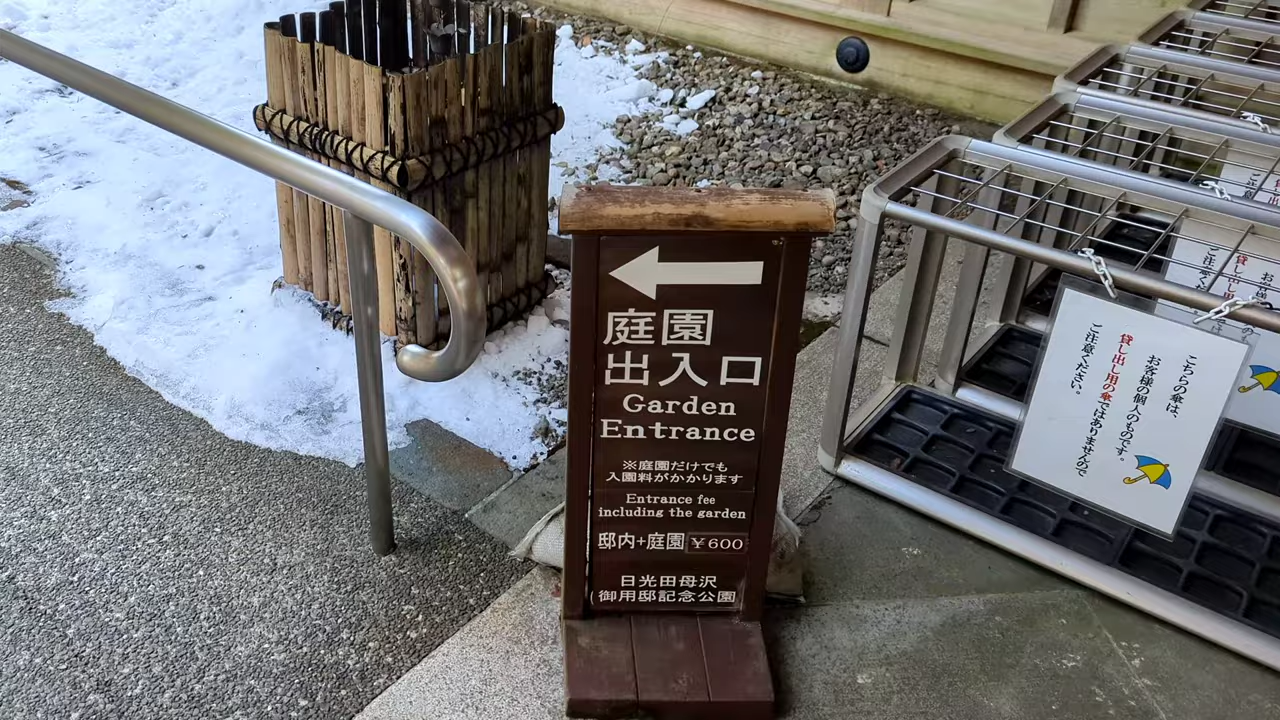 庭園
出入口
Garden
Entrance
※庭園だけでも
入園料がかかります
Entrance fee
including the garden
邸内+庭園 ¥600
日光田母沢
御用邸記念公園
こちらの傘は、
お客様の個人のものです。
貸し出し用の傘ではありませんので
ご注意ください。